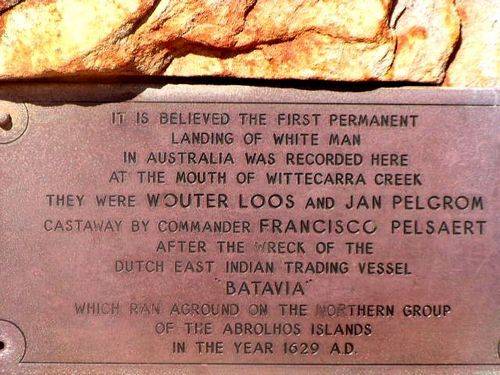 IT IS BELIEVED THE FIRST PERMANENT
LANDING OF WHITE MAN
IN AUSTRALIA WAS RECORDED HERE
AT THE MOUTH OF WITTECARRA CREEK
THEY WERE WOUTER LOOS AND JAN PELGROM
CASTAWAY BY COMMANDER FRANCISCO PELSAERT
AFTER THE WRECK OF THE
DUTCH EAST INDIAN TRADING VESSEL
"BATAVIA"
WHICH RAN AGROUND ON THE NORTHERN GROUP
OF THE ABROLHOS ISLANDS
IN THE YEAR 1629 A.D.